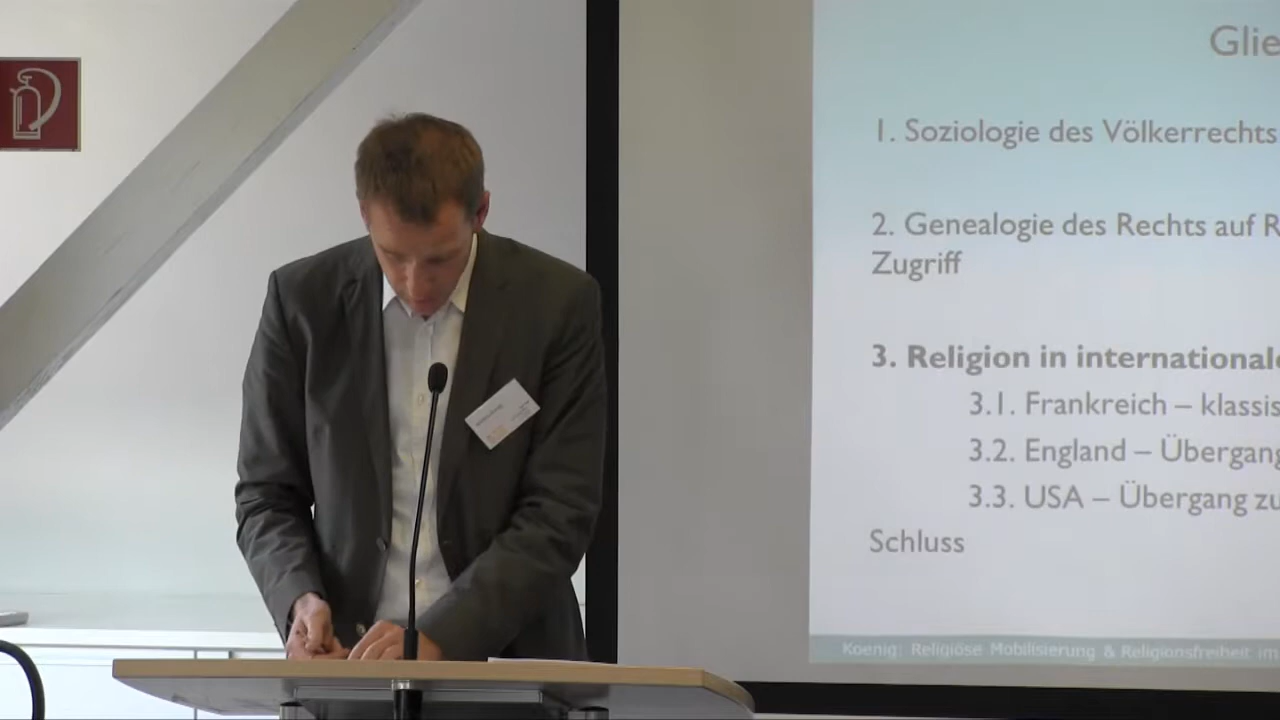 Glie
1. Soziologie des Völkerrechts
2. Genealogie des Rechts auf R
Zugriff
3. Religion in internationale
3.1. Frankreich – klassis
3.2. England – Übergang
3.3. USA – Übergang zu
Schluss
Koenig: Religiöse Mobilisierung & Religionsfreiheit im